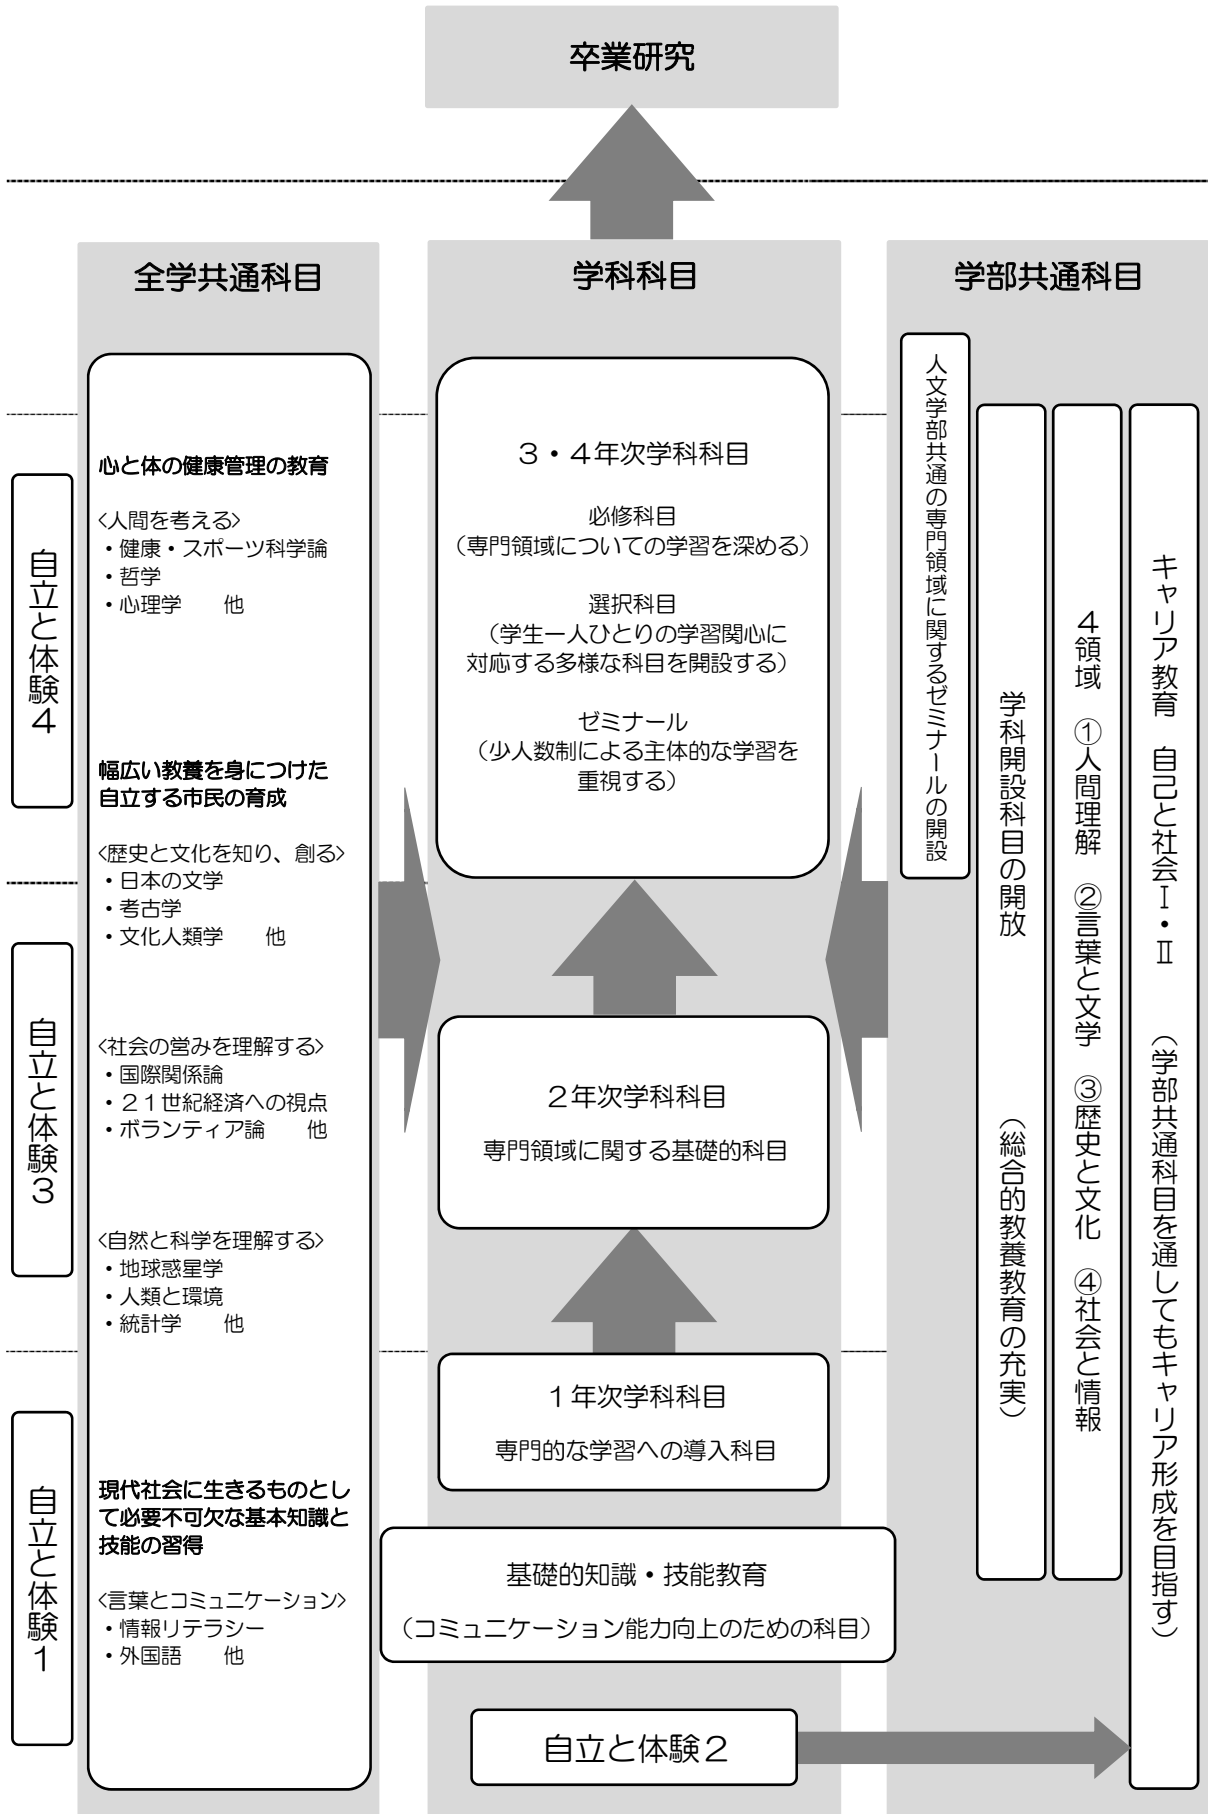 卒業研究
全学共通科目
学科科目
学部共通科目
自立と体験4
自立と体験3
自立と体験1
心と体の健康管理の教育
<人間を考える>
・健康・スポーツ科学論
・哲学
・心理学　　他
幅広い教養を身につけた
自立する市民の育成
<歴史と文化を知り、創る>
・日本の文学
・考古学
・文化人類学　　他
<社会の営みを理解する>
・国際関係論
・２１世紀経済への視点
・ボランティア論　　他
<自然と科学を理解する>
・地球惑星学
・人類と環境
・統計学　　他
現代社会に生きるものとし
て必要不可欠な基本知識と
技能の習得
<言葉とコミュニケーション>
・情報リテラシー
・外国語　　他
３・４年次学科科目
必修科目
（専門領域についての学習を深める）
選択科目
（学生一人ひとりの学習関心に
対応する多様な科目を開設する）
ゼミナール
（少人数制による主体的な学習を
重視する）
２年次学科科目
専門領域に関する基礎的科目
１年次学科科目
専門的な学習への導入科目
基礎的知識・技能教育
（コミュニケーション能力向上のための科目）
自立と体験２
人文学部共通の専門領域に関するゼミナールの開設
学科開設科目の開放　　　　（総合的教養教育の充実）
４領域　①人間理解　②言葉と文学　③歴史と文化　④社会と情報
キャリア教育　自己と社会Ⅰ・Ⅱ　　（学部共通科目を通してもキャリア形成を目指す）